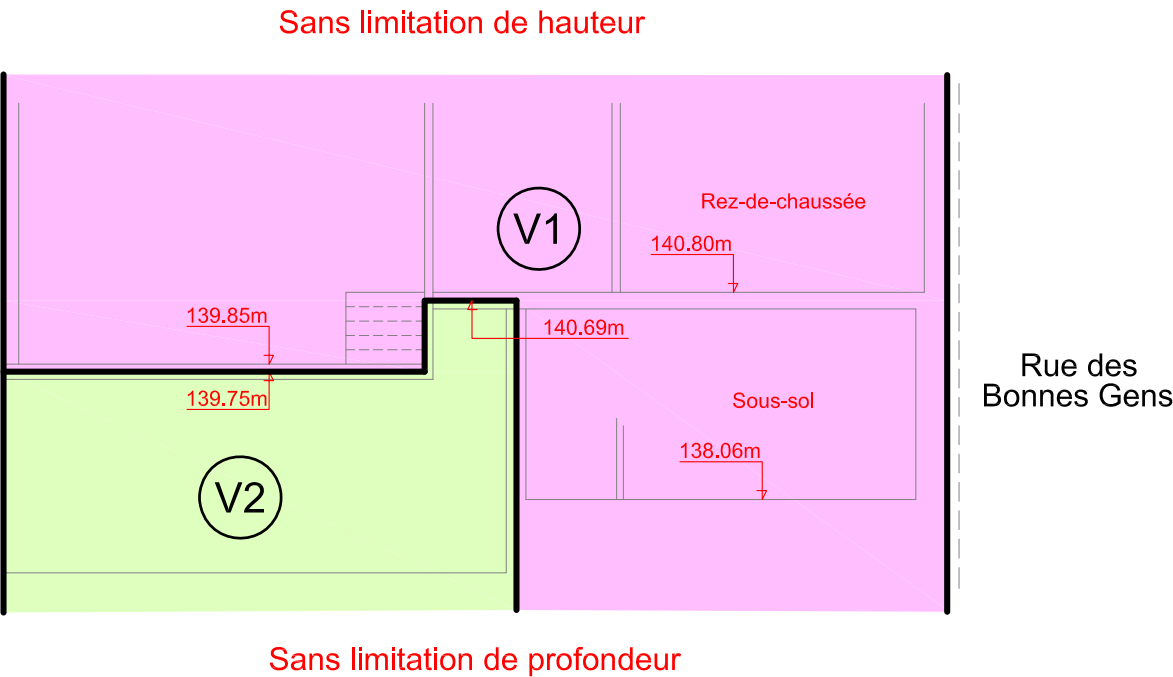 Sans limitation de hauteur
Rez-de-chaussée
V1
140.80m
139.85m
140.69m
Rue des
Bonnes Gens
139.75m
Sous-sol
138.06m
V2
Sans limitation de profondeur